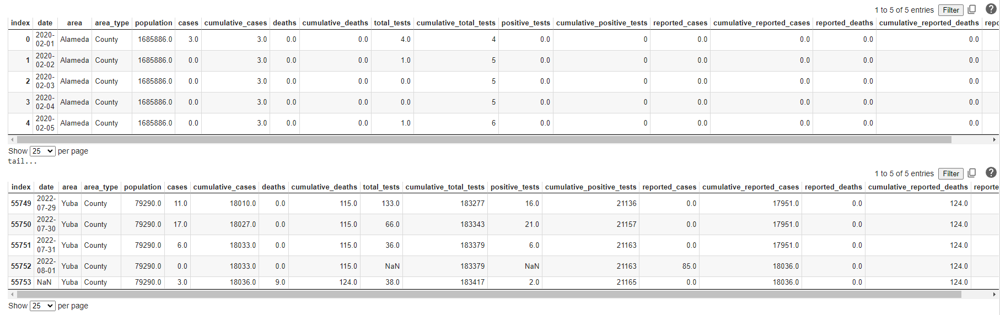 1 to 5 of 5 entries Filter
index date area area_type population cases cumulative_cases deaths cumulative_deaths total_tests cumulative_total_tests positive_tests cumulative_positive_tests reported_cases cumulative_reported_cases reported_deaths cumulative_reported_deaths repo
0 2020-02-01 Alameda County 1685886.0 3.0 3.0 0.0 0.0 4.0 4 0.0 0 0.0 0.0 0.0 0.0
1 2020-02-02 Alameda County 1685886.0 0.0 3.0 0.0 0.0 1.0 5 0.0 0 0.0 0.0 0.0 0.0
2 2020-02-03 Alameda County 1685886.0 0.0 3.0 0.0 0.0 0.0 5 0.0 0 0.0 0.0 0.0 0.0
3 2020-02-04 Alameda County 1685886.0 0.0 3.0 0.0 0.0 0.0 5 0.0 0 0.0 0.0 0.0 0.0
4 2020-02-05 Alameda County 1685886.0 0.0 3.0 0.0 0.0 1.0 6 0.0 0 0.0 0.0 0.0 0.0
Show 25 per page
tail...
1 to 5 of 5 entries Filter
index date area area_type population cases cumulative_cases deaths cumulative_deaths total_tests cumulative_total_tests positive_tests cumulative_positive_tests reported_cases cumulative_reported_cases reported_deaths cumulative_reported_deaths reporte
55749 2022-07-29 Yuba County 79290.0 11.0 18010.0 0.0 115.0 133.0 183277 16.0 21136 0.0 17951.0 0.0 124.0
55750 2022-07-30 Yuba County 79290.0 17.0 18027.0 0.0 115.0 66.0 183343 21.0 21157 0.0 17951.0 0.0 124.0
55751 2022-07-31 Yuba County 79290.0 6.0 18033.0 0.0 115.0 36.0 183379 6.0 21163 0.0 17951.0 0.0 124.0
55752 2022-08-01 Yuba County 79290.0 0.0 18033.0 0.0 115.0 NaN 183379 NaN 21163 85.0 18036.0 0.0 124.0
55753 NaN Yuba County 79290.0 3.0 18036.0 9.0 124.0 38.0 183417 2.0 21165 0.0 18036.0 0.0 124.0
Show 25 per page